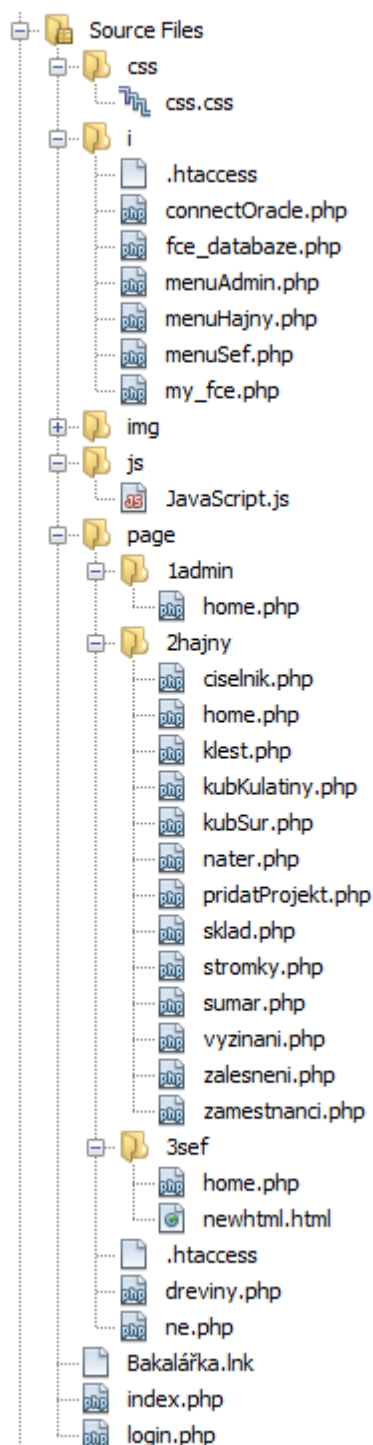 Source Files
css
css.css
i
.htaccess
connectOracle.php
fce_databaze.php
menuAdmin.php
menuHajny.php
menuSef.php
my_fce.php
img
js
JavaScript.js
page
1admin
home.php
2hajny
ciselnik.php
home.php
klest.php
kubKulatiny.php
kubSur.php
nater.php
pridatProjekt.php
sklad.php
stromky.php
sumar.php
vyzinani.php
zalesneni.php
zamestnanci.php
3sef
home.php
newhtml.html
.htaccess
dreviny.php
ne.php
Bakalářka.lnk
index.php
login.php